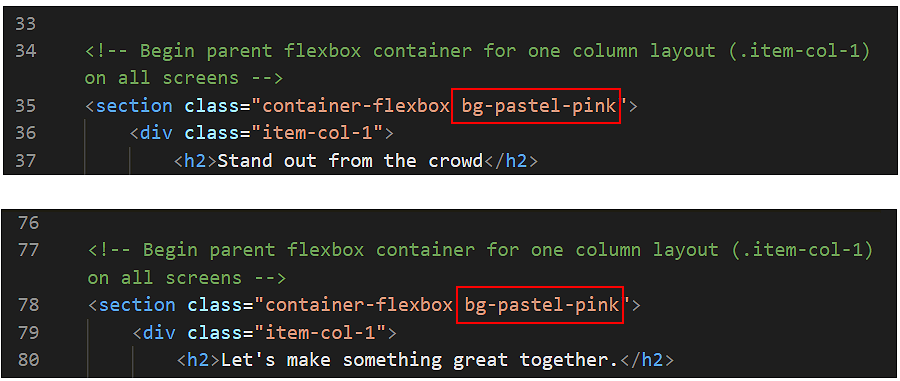 33
34 <!-- Begin parent flexbox container for one column layout (.item-col-1)
on all screens -->
35 <section class="container-flexbox bg-pastel-pink">
36 <div class="item-col-1">
37 <h2>Stand out from the crowd</h2>
76
77 <!-- Begin parent flexbox container for one column layout (.item-col-1)
on all screens -->
78 <section class="container-flexbox bg-pastel-pink">
79 <div class="item-col-1">
80 <h2>Let's make something great together.</h2>